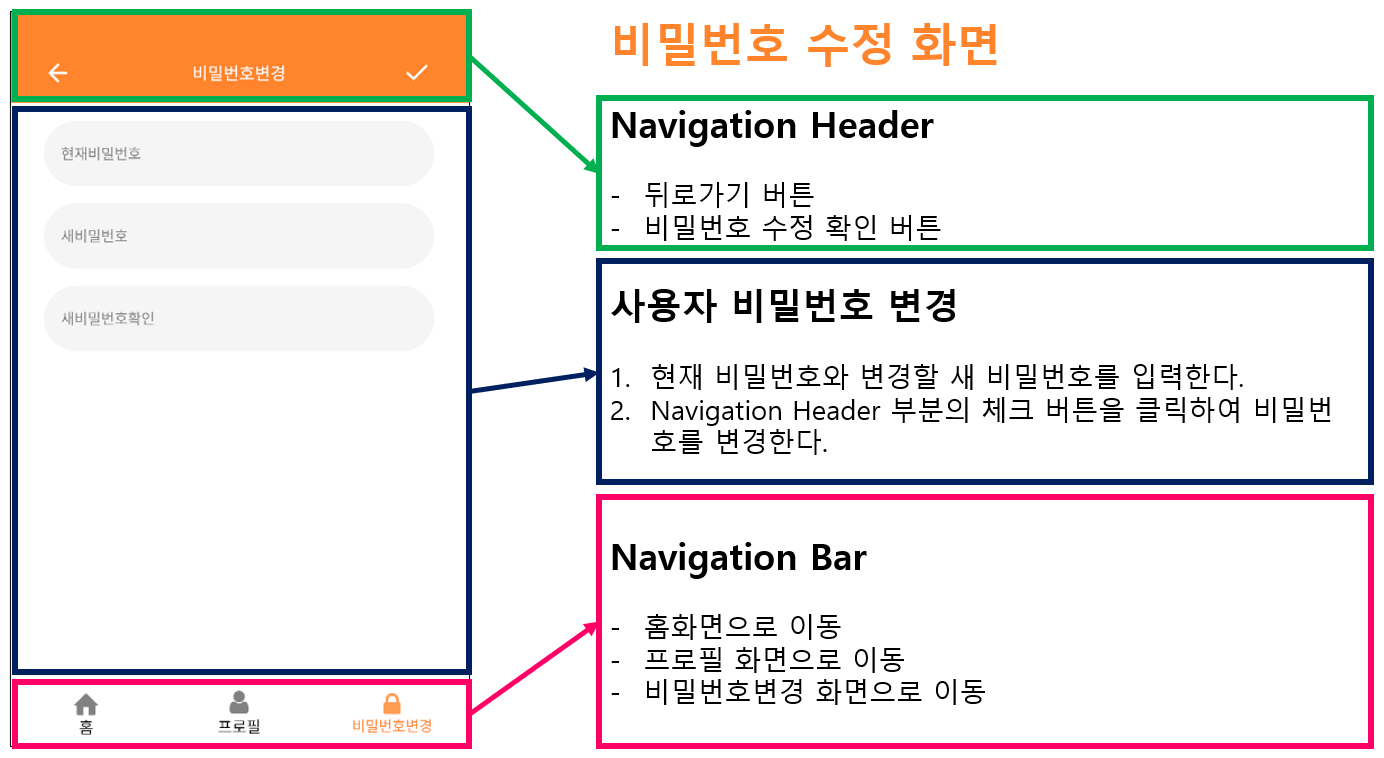 비밀번호변경
현재비밀번호
새비밀번호
새비밀번호확인
홈
프로필
비밀번호변경
비밀번호 수정 화면
Navigation Header
- 뒤로가기 버튼
- 비밀번호 수정 확인 버튼
사용자 비밀번호 변경
1. 현재 비밀번호와 변경할 새 비밀번호를 입력한다.
2. Navigation Header 부분의 체크 버튼을 클릭하여 비밀번
호를 변경한다.
Navigation Bar
- 홈화면으로 이동
- 프로필 화면으로 이동
- 비밀번호변경 화면으로 이동